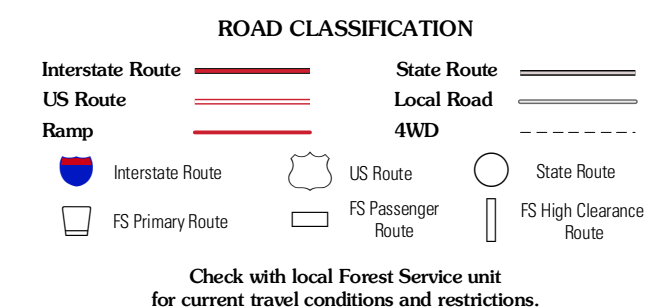 ROAD CLASSIFICATION
Interstate Route
State Route
US Route
Local Road
Ramp
4WD
Interstate Route
US Route
State Route
FS Primary Route
FS Passenger
Route
FS High Clearance
Route
Check with local Forest Service unit
for current travel conditions and restrictions.